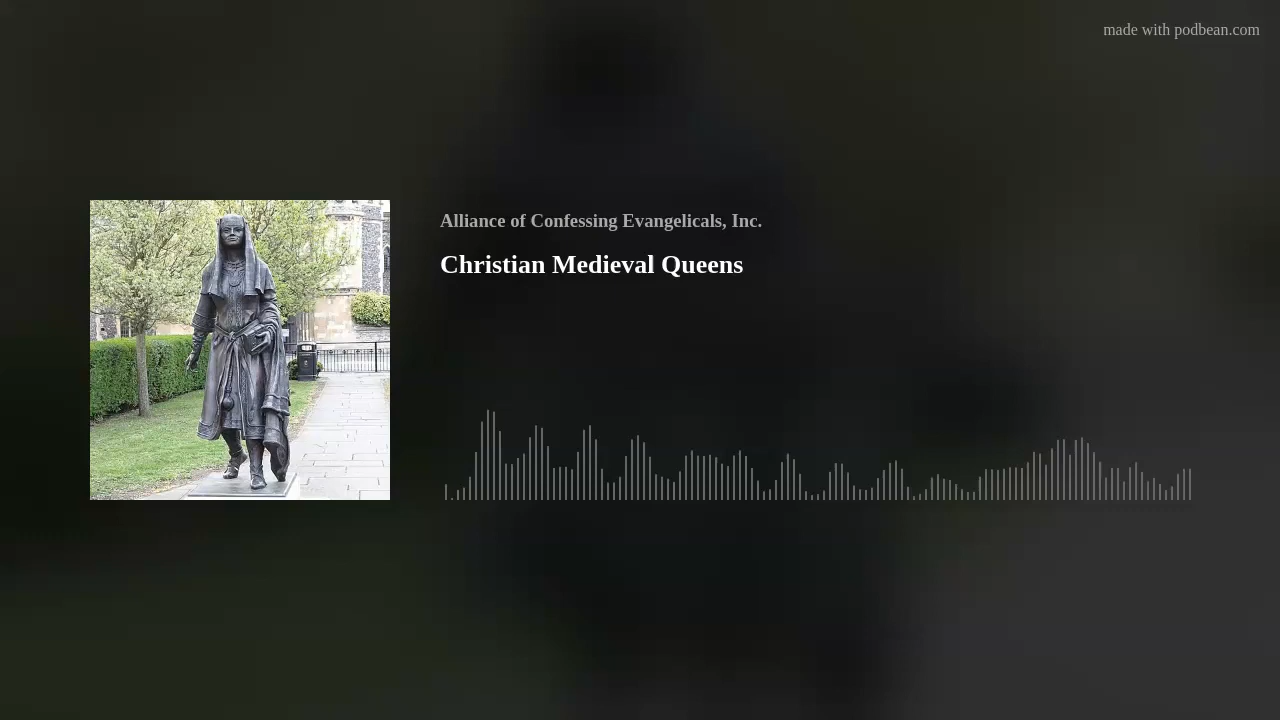 made with podbean.com
Alliance of Confessing Evangelicals, Inc.
Christian Medieval Queens